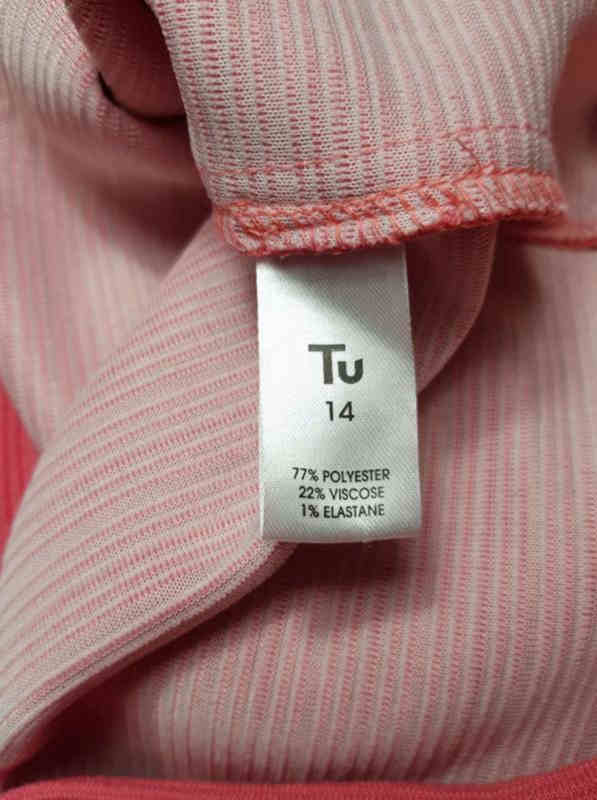 Tu
14
77% POLYESTER
22% VISCOSE
1% ELASTANE